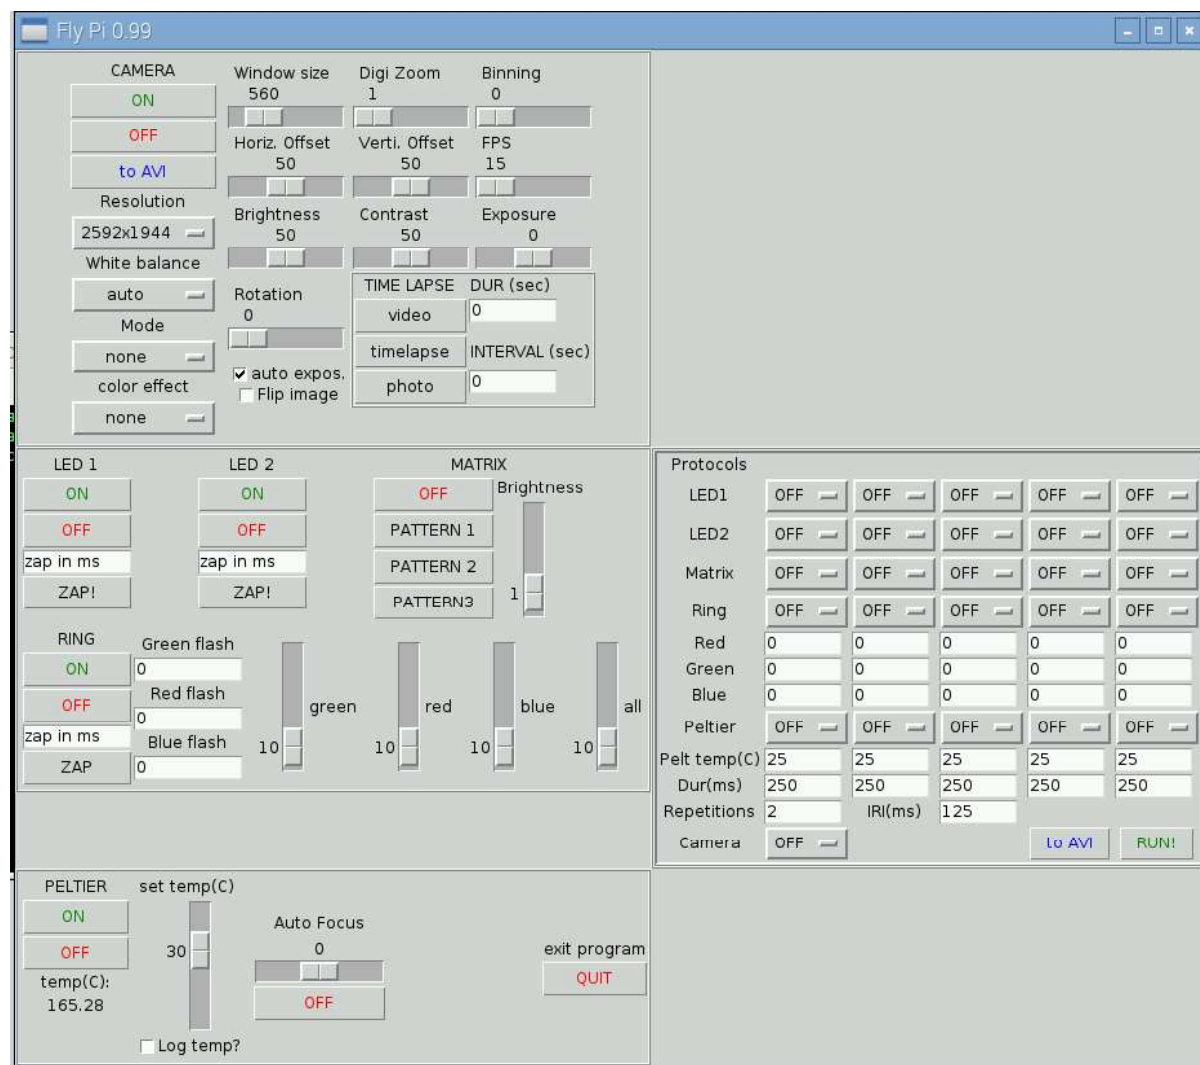 Fly Pi 0.99
CAMERA
ON
OFF
to AVI
Resolution
2592x1944
White balance
auto
Mode
none
color effect
none
Window size Digi Zoom Binning
560 1 0
Horiz. Offset Verti. Offset FPS
50 50 15
Brightness Contrast Exposure
50 50 0
Rotation
0
auto expos.
Flip image
TIME LAPSE DUR (sec)
video 0
timelapse INTERVAL (sec)
photo 0
LED 1
ON
OFF
zap in ms
ZAP!
LED 2
ON
OFF
zap in ms
ZAP!
MATRIX
OFF
PATTERN 1
PATTERN 2
PATTERN3
Brightness
1
RING
ON
OFF
zap in ms
ZAP
Green flash
0
Red flash
0
Blue flash
0
10 green
10 red
10 blue
10 all
Protocols
LED1 OFF OFF OFF OFF OFF
LED2 OFF OFF OFF OFF OFF
Matrix OFF OFF OFF OFF OFF
Ring OFF OFF OFF OFF OFF
Red 0 0 0 0 0
Green 0 0 0 0 0
Blue 0 0 0 0 0
Peltier OFF OFF OFF OFF OFF
Pelt temp(C) 25 25 25 25 25
Dur(ms) 250 250 250 250 250
Repetitions 2 IRI(ms) 125
Camera OFF to AVI RUN!
PELTIER
ON
OFF
temp(C):
165.28
set temp(C)
30
Log temp?
Auto Focus
0
OFF
exit program
QUIT